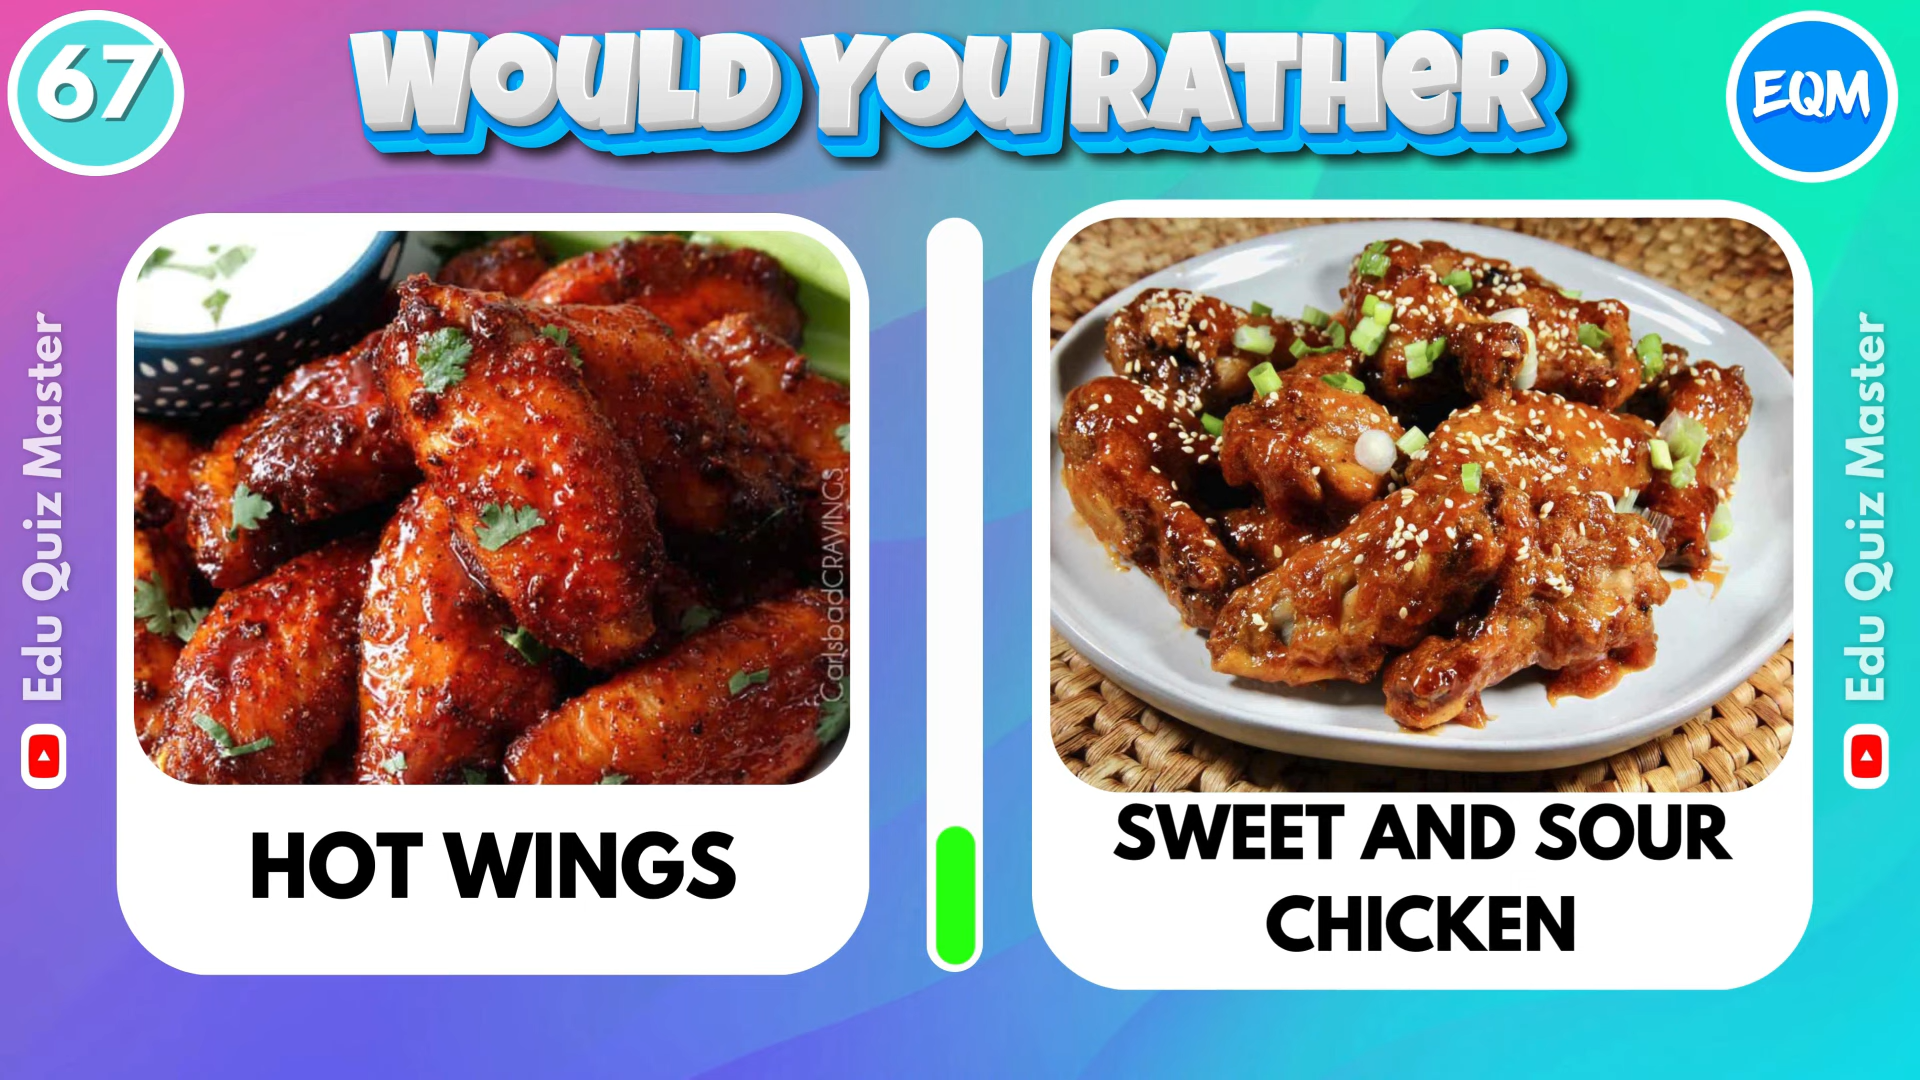 67
WOULD YOU RATHER
EQM
Edu Quiz Master
CarlsbadCRAVINGS
HOT WINGS
SWEET AND SOUR
CHICKEN
Edu Quiz Master